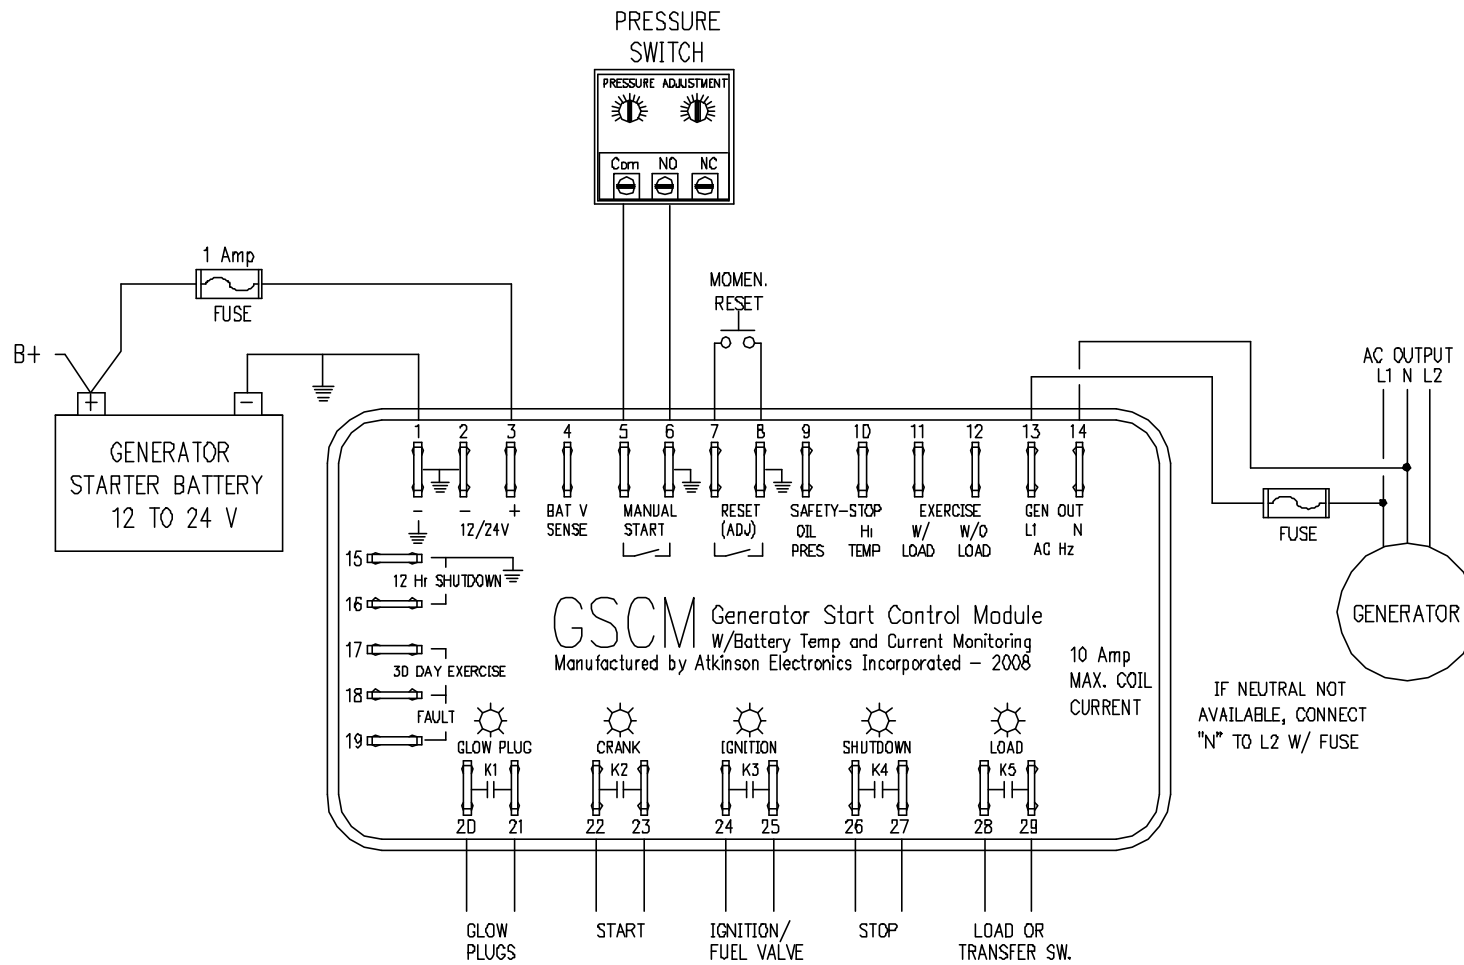 PRESSURE
SWITCH
PRESSURE ADJUSTMENT
Com NO NC
1 Amp
FUSE
MOMEN.
RESET
B+
+
-
GENERATOR
STARTER BATTERY
12 TO 24 V
AC OUTPUT
L1 N L2
FUSE
GENERATOR
IF NEUTRAL NOT
AVAILABLE, CONNECT
"N" TO L2 W/ FUSE
1 2 3 4 5 6 7 8 9 10 11 12 13 14
- - +
12/24V
BAT V
SENSE
MANUAL
START
RESET
(ADJ)
SAFETY-STOP
OIL
PRES
Hi
TEMP
EXERCISE
W/
LOAD
W/O
LOAD
GEN OUT
L1 N
AC Hz
15
12 Hr SHUTDOWN
16
17
30 DAY EXERCISE
18
FAULT
19
GSCM Generator Start Control Module
W/Battery Temp and Current Monitoring
Manufactured by Atkinson Electronics Incorporated - 2008
10 Amp
MAX. COIL
CURRENT
GLOW PLUG
K1
CRANK
K2
IGNITION
K3
SHUTDOWN
K4
LOAD
K5
20 21 22 23 24 25 26 27 28 29
GLOW
PLUGS
START
IGNITION/
FUEL VALVE
STOP
LOAD OR
TRANSFER SW.